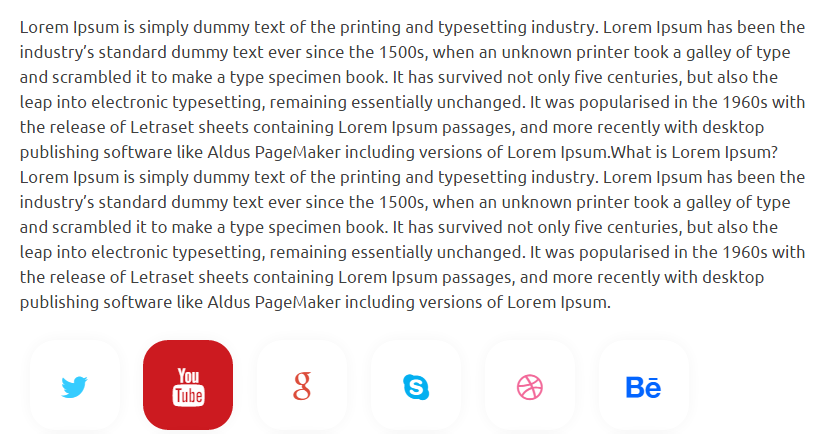 Lorem Ipsum is simply dummy text of the printing and typesetting industry. Lorem Ipsum has been the
industry’s standard dummy text ever since the 1500s, when an unknown printer took a galley of type
and scrambled it to make a type specimen book. It has survived not only five centuries, but also the
leap into electronic typesetting, remaining essentially unchanged. It was popularised in the 1960s with
the release of Letraset sheets containing Lorem Ipsum passages, and more recently with desktop
publishing software like Aldus PageMaker including versions of Lorem Ipsum.What is Lorem Ipsum?
Lorem Ipsum is simply dummy text of the printing and typesetting industry. Lorem Ipsum has been the
industry’s standard dummy text ever since the 1500s, when an unknown printer took a galley of type
and scrambled it to make a type specimen book. It has survived not only five centuries, but also the
leap into electronic typesetting, remaining essentially unchanged. It was popularised in the 1960s with
the release of Letraset sheets containing Lorem Ipsum passages, and more recently with desktop
publishing software like Aldus PageMaker including versions of Lorem Ipsum.
You
Tube
g
S
Bē